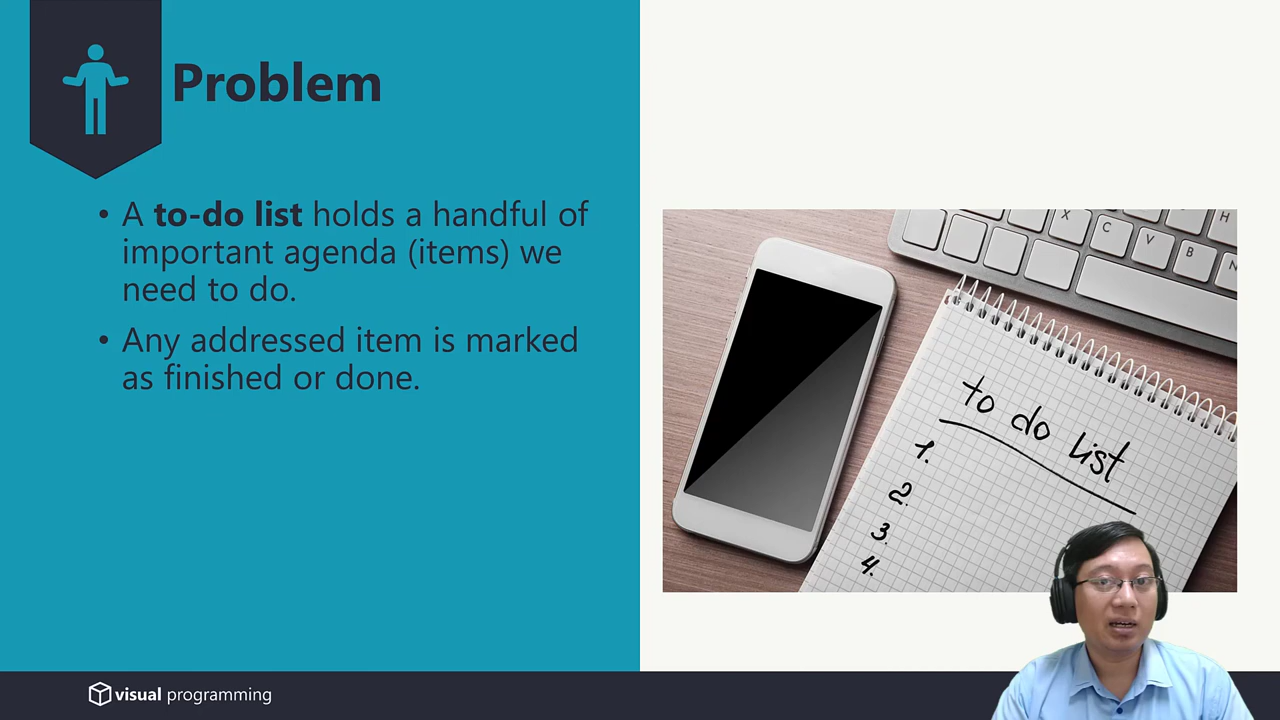 Problem
• A to-do list holds a handful of
important agenda (items) we
need to do.
• Any addressed item is marked
as finished or done.
X
C
V
B
N
H
to do list
1.
2.
3.
4.
visual programming